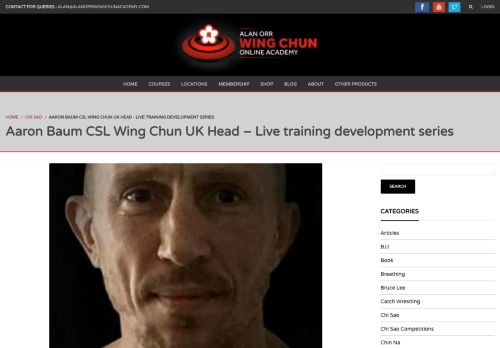 CONTACT FOR QUERIES : ALAN@ALANORRWINGCHUNACADEMY.COM
LOGIN
ALAN ORR
WING CHUN
ONLINE ACADEMY
HOME COURSES LOCATIONS MEMBERSHIP SHOP BLOG ABOUT OTHER PRODUCTS
HOME / CHI SAO / AARON BAUM CSL WING CHUN UK HEAD - LIVE TRAINING DEVELOPMENT SERIES
Aaron Baum CSL Wing Chun UK Head – Live training development series
SEARCH
CATEGORIES
Articles
BJJ
Book
Breathing
Bruce Lee
Catch Wrestling
Chi Sao
Chi Sao Competitions
Chin Na